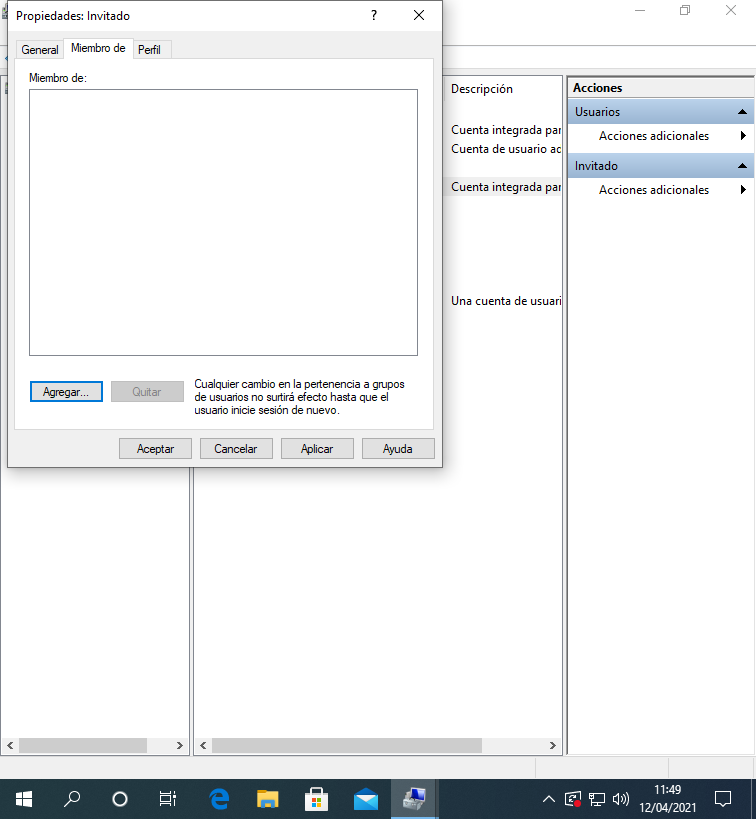 Propiedades: Invitado
?
General
Miembro de
Perfil
Miembro de:
Agregar...
Quitar
Cualquier cambio en la pertenencia a grupos
de usuarios no surtirá efecto hasta que el
usuario inicie sesión de nuevo.
Aceptar
Cancelar
Aplicar
Ayuda
Descripción
Cuenta integrada par
Cuenta de usuario ad
Cuenta integrada par
Una cuenta de usuari
Acciones
Usuarios
Acciones adicionales
Invitado
Acciones adicionales
11:49
12/04/2021